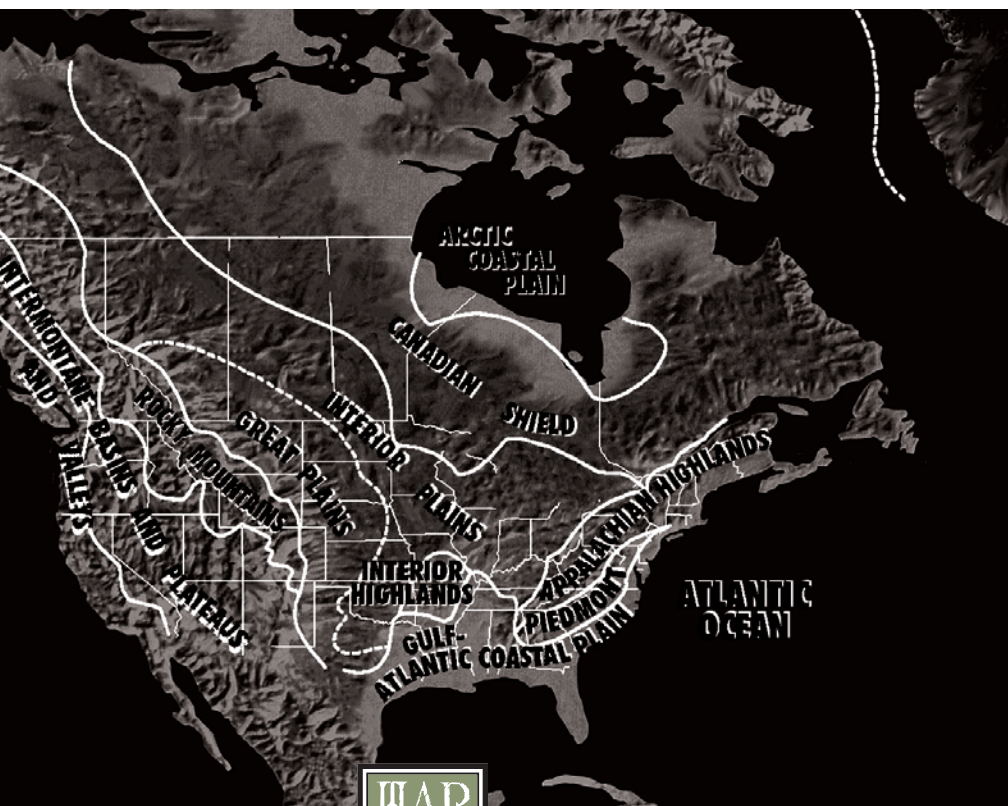 ARCTIC
COASTAL
PLAIN
CANADIAN
SHIELD
INTERMONTANE
BASINS
AND
PLATEAUS
AND
VALLEYS
ROCKY
MOUNTAINS
GREAT PLAINS
INTERIOR
PLAINS
INTERIOR
HIGHLANDS
APPALACHIAN HIGHLANDS
PIEDMONT
GULF-
ATLANTIC COASTAL PLAIN
ATLANTIC
OCEAN
MAP